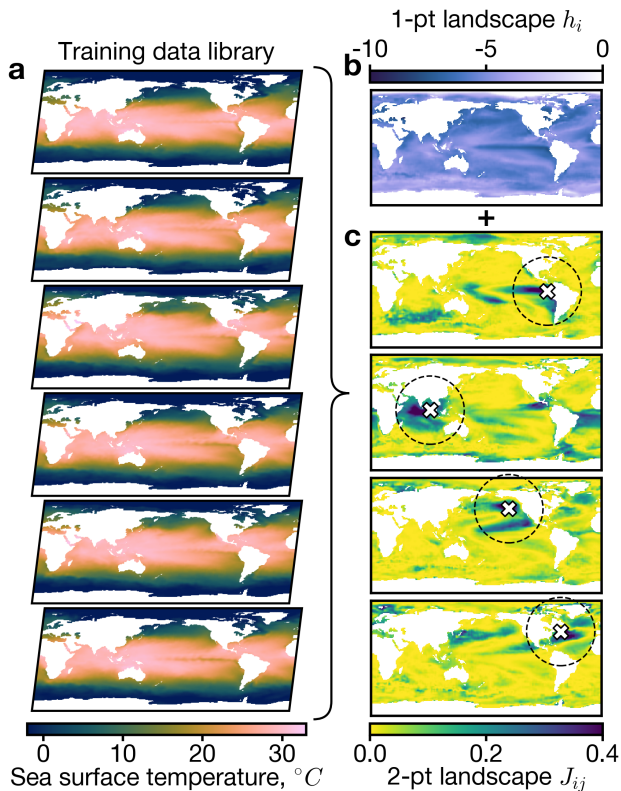 Training data library
a
0
10
20
30
Sea surface temperature, °C
1-pt landscape h_i
-10
-5
0
b
+
c
0.0
0.2
0.4
2-pt landscape J_ij